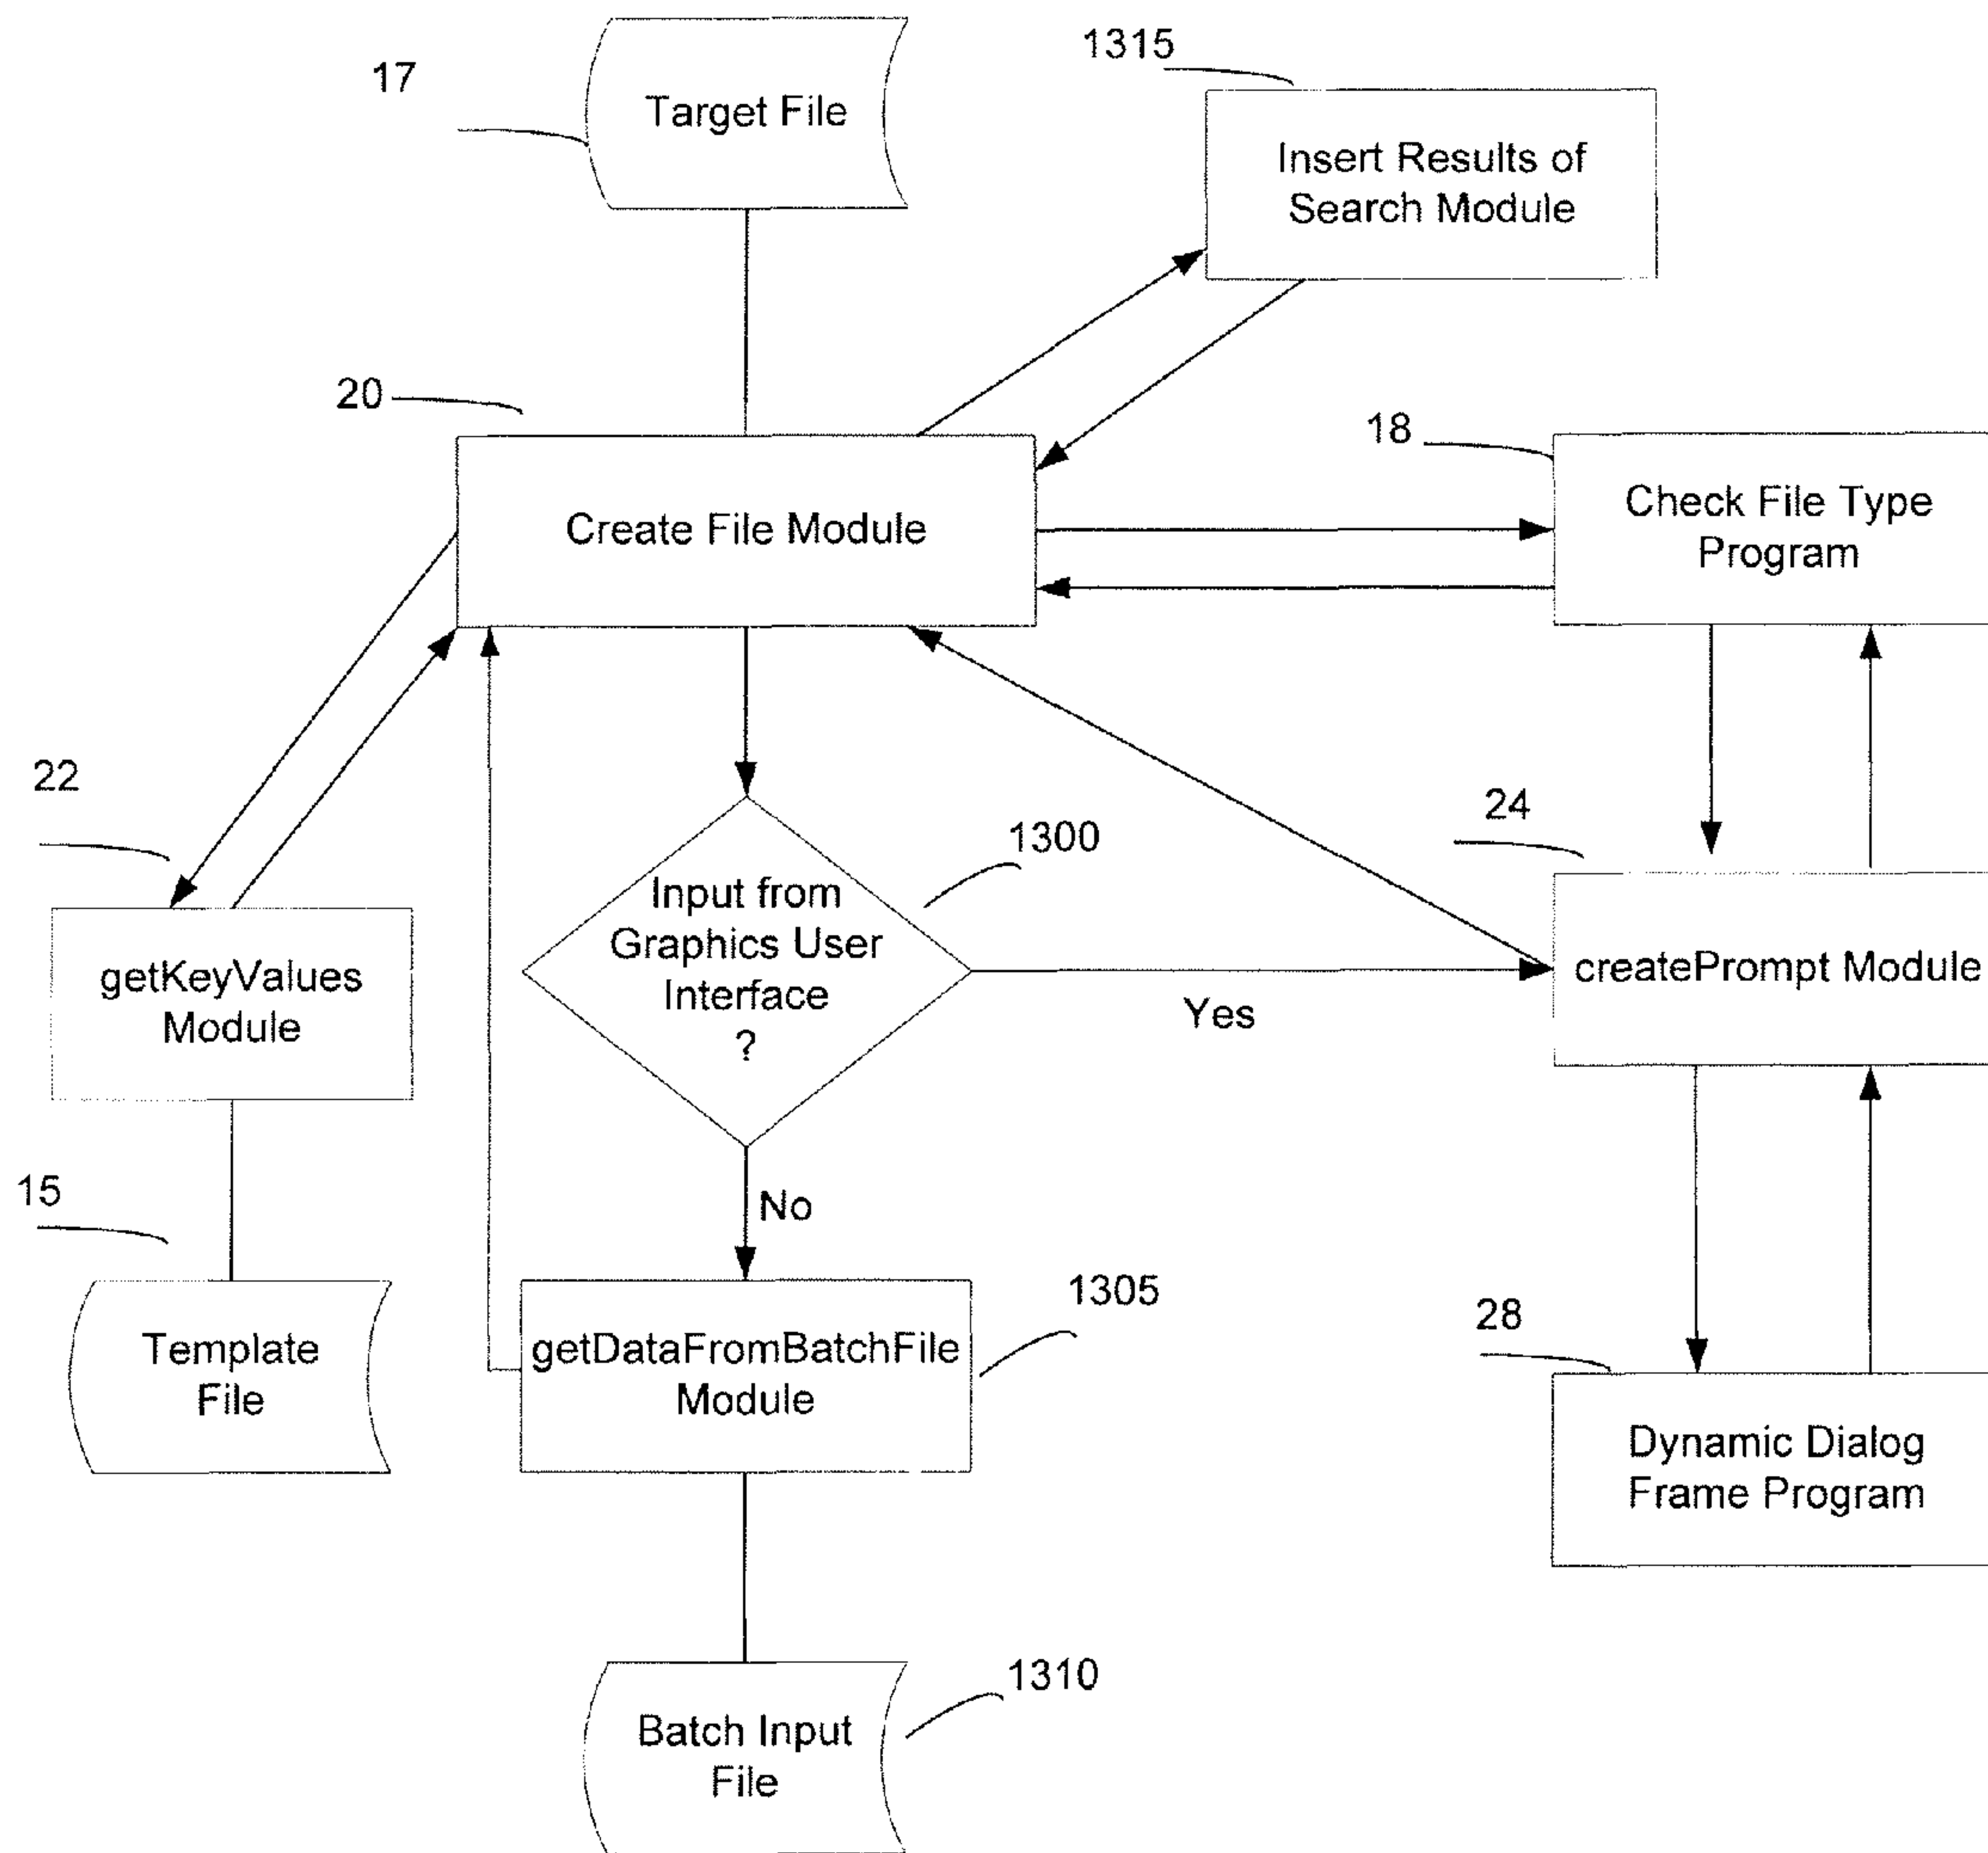 17
Target File
1315
Insert Results of
Search Module
20
Create File Module
18
Check File Type
Program
22
getKeyValues
Module
1300
Input from
Graphics User
Interface
?
Yes
24
createPrompt Module
15
Template
File
No
getDataFromBatchFile
Module
1305
28
Dynamic Dialog
Frame Program
1310
Batch Input
File